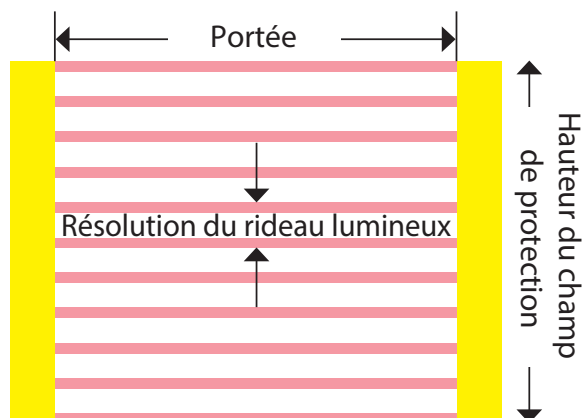 Portée
Résolution du rideau lumineux
Hauteur du champ
de protection